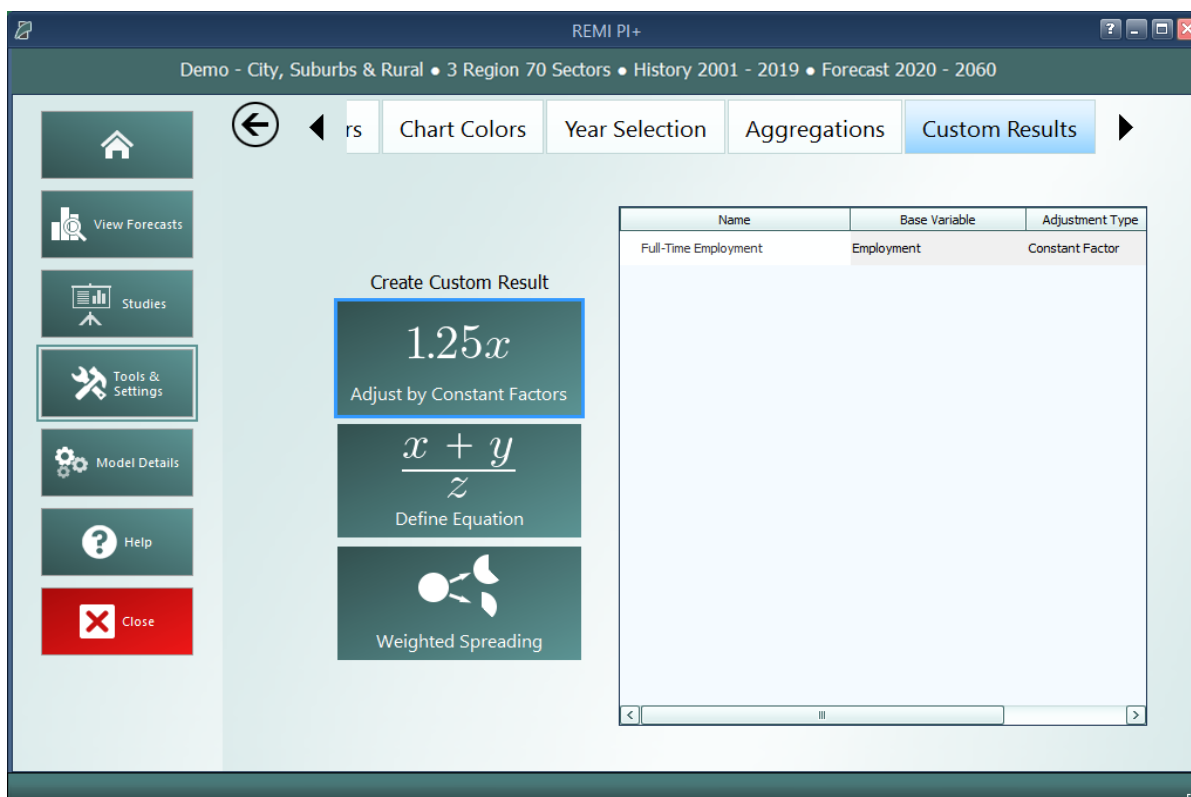 REMI PI+
Demo - City, Suburbs & Rural ● 3 Region 70 Sectors ● History 2001 - 2019 ● Forecast 2020 - 2060
rs
Chart Colors
Year Selection
Aggregations
Custom Results
View Forecasts
Studies
Tools &
Settings
Model Details
Help
Close
Create Custom Result
1.25x
Adjust by Constant Factors
x + y
z
Define Equation
Weighted Spreading
Name
Base Variable
Adjustment Type
Full-Time Employment
Employment
Constant Factor